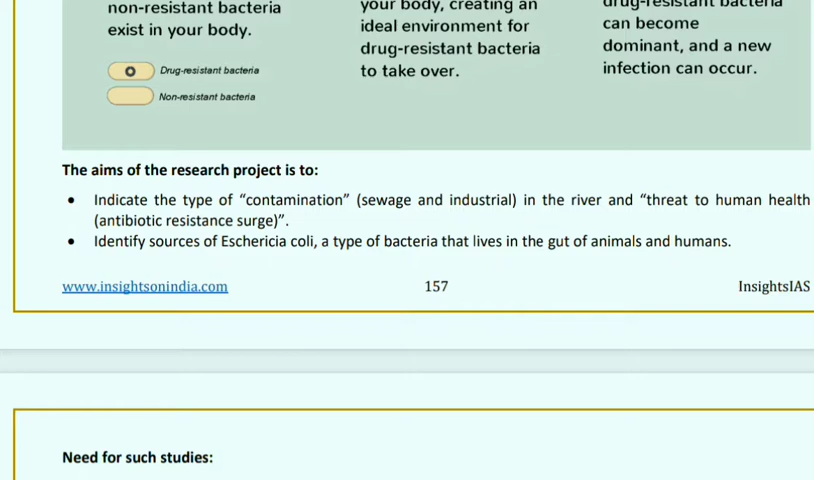 non-resistant bacteria
exist in your body.
Drug-resistant bacteria
Non-resistant bacteria
your body, creating an
ideal environment for
drug-resistant bacteria
to take over.
drug-resistant bacteria
can become
dominant, and a new
infection can occur.
The aims of the research project is to:
• Indicate the type of “contamination” (sewage and industrial) in the river and “threat to human health
(antibiotic resistance surge)”.
• Identify sources of Eschericia coli, a type of bacteria that lives in the gut of animals and humans.
www.insightsonindia.com 157 InsightsIAS
Need for such studies: